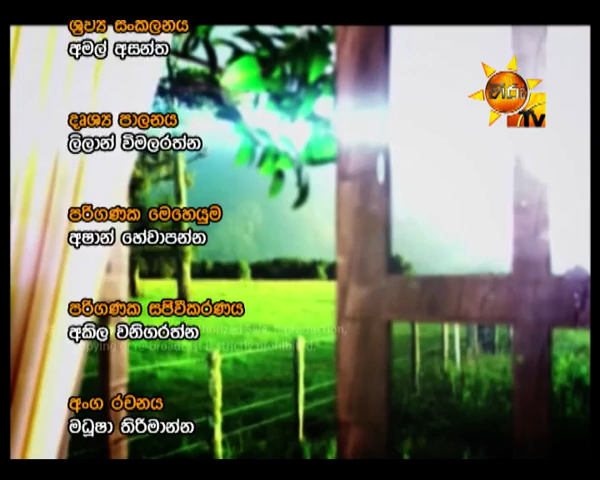 ශ්‍රව්‍ය සංකලනය
අමල් අසන්ත
දෘශ්‍ය පාලනය
ලිලාන් විමලරත්න
පරිගණක මෙහෙයුම
අෂාන් හේවාපන්න
පරිගණක සජිවීකරණය
අකිල වනිගරත්න
අංග රචනය
මධූෂා තිරිමාන්න
හිරු
TV